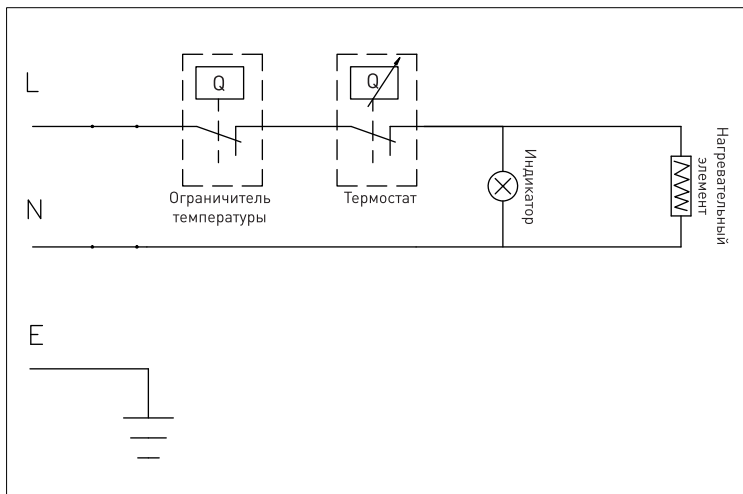 L
Q
Q
Ограничитель
температуры
Термостат
Индикатор
Нагревательный
элемент
N
E